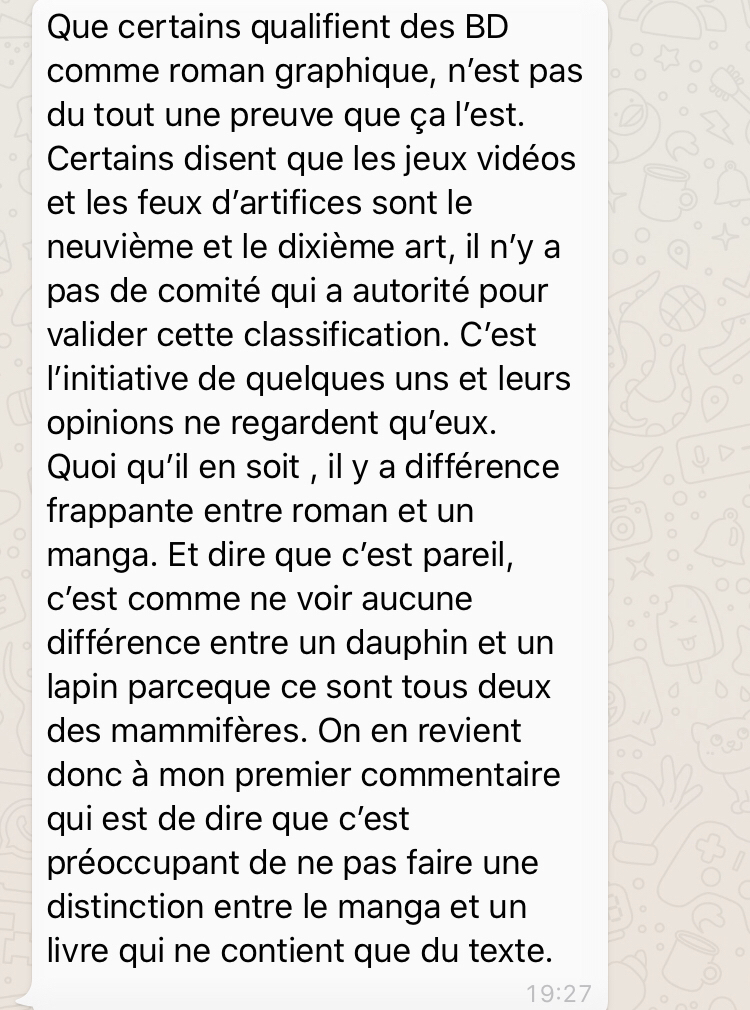 Que certains qualifient des BD
comme roman graphique, n’est pas
du tout une preuve que ça l’est.
Certains disent que les jeux vidéos
et les feux d’artifices sont le
neuvième et le dixième art, il n’y a
pas de comité qui a autorité pour
valider cette classification. C’est
l’initiative de quelques uns et leurs
opinions ne regardent qu’eux.
Quoi qu’il en soit , il y a différence
frappante entre roman et un
manga. Et dire que c’est pareil,
c’est comme ne voir aucune
différence entre un dauphin et un
lapin parceque ce sont tous deux
des mammifères. On en revient
donc à mon premier commentaire
qui est de dire que c’est
préoccupant de ne pas faire une
distinction entre le manga et un
livre qui ne contient que du texte.
19:27